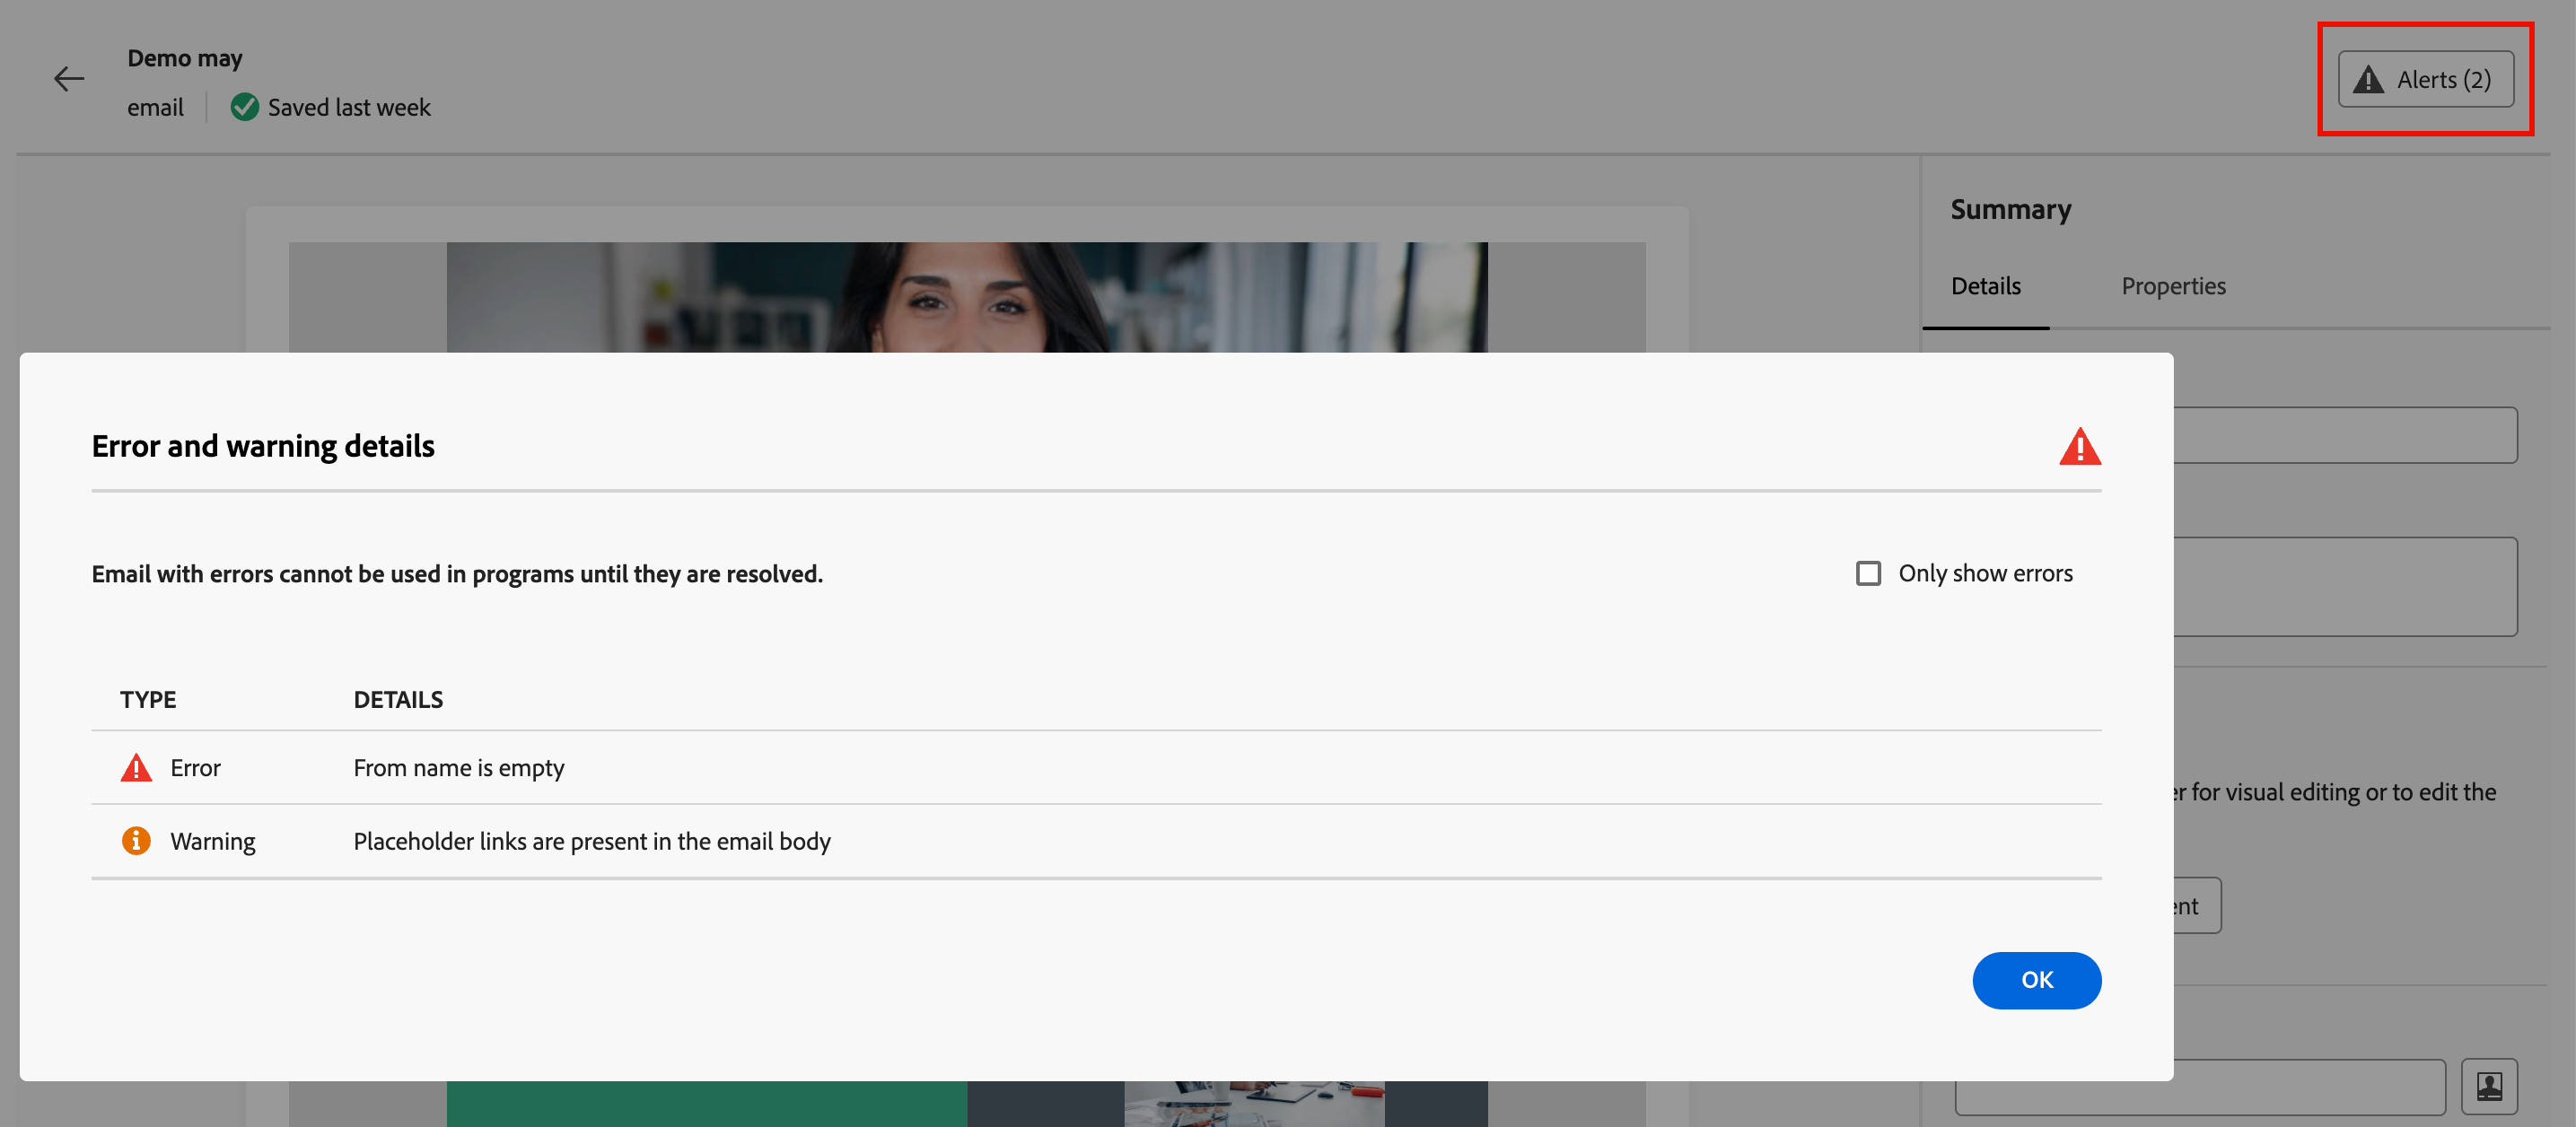 Demo may
email
Saved last week
Alerts (2)
Summary
Details
Properties
Error and warning details
Email with errors cannot be used in programs until they are resolved.
Only show errors
TYPE
DETAILS
Error
From name is empty
Warning
Placeholder links are present in the email body
for visual editing or to edit the
OK